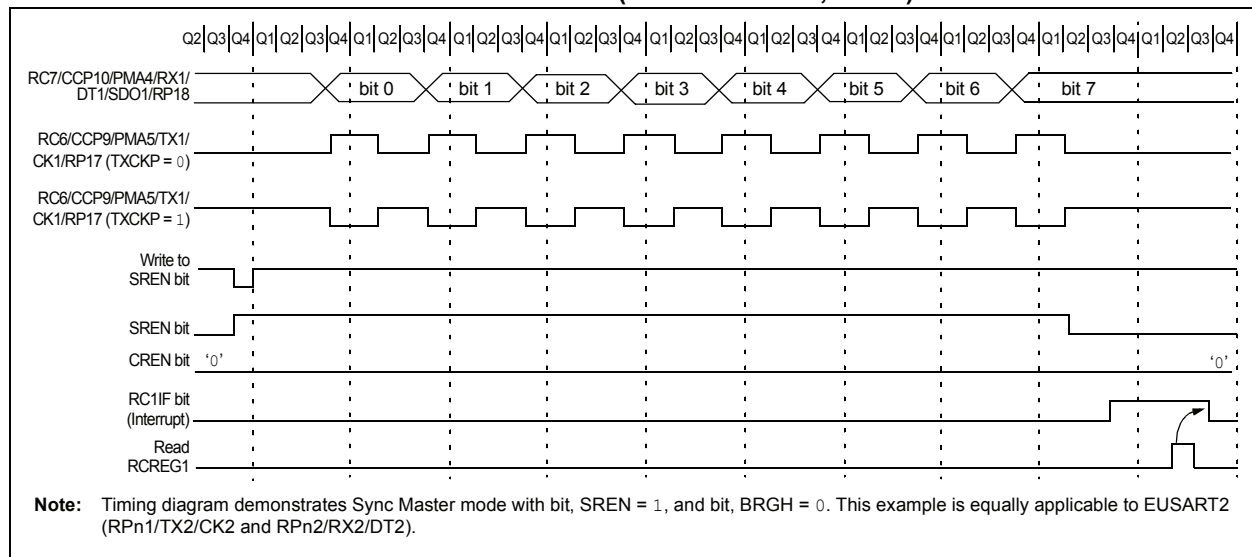 Q2 Q3 Q4 Q1 Q2 Q3 Q4 Q1 Q2 Q3 Q4 Q1 Q2 Q3 Q4 Q1 Q2 Q3 Q4 Q1 Q2 Q3 Q4 Q1 Q2 Q3 Q4 Q1 Q2 Q3 Q4 Q1 Q2 Q3 Q4 Q1 Q2 Q3 Q4 Q1 Q2 Q3 Q4
RC7/CCP10/PMA4/RX1/
DT1/SDO1/RP18
bit 0 bit 1 bit 2 bit 3 bit 4 bit 5 bit 6 bit 7
RC6/CCP9/PMA5/TX1/
CK1/RP17 (TXCKP = 0)
RC6/CCP9/PMA5/TX1/
CK1/RP17 (TXCKP = 1)
Write to
SREN bit
SREN bit
CREN bit ‘0’ ‘0’
RC1IF bit
(Interrupt)
Read
RCREG1
Note: Timing diagram demonstrates Sync Master mode with bit, SREN = 1, and bit, BRGH = 0. This example is equally applicable to EUSART2
(RPn1/TX2/CK2 and RPn2/RX2/DT2).